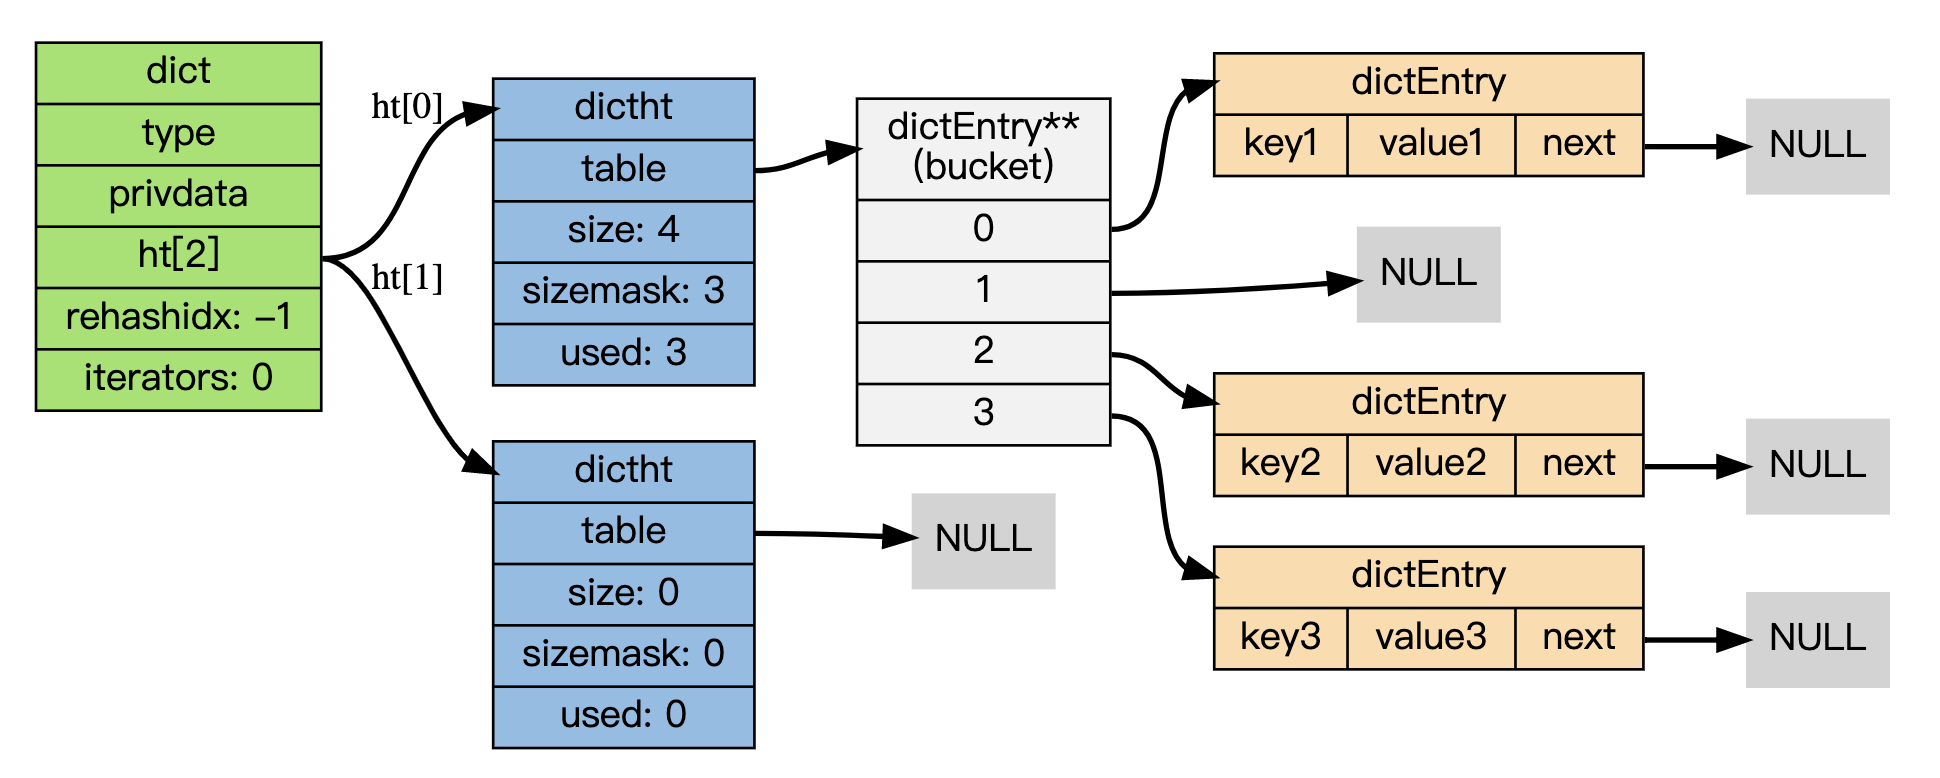 dict
type
privdata
ht[2]
rehashidx: –1
iterators: 0
ht[0]
ht[1]
dictht
table
size: 4
sizemask: 3
used: 3
dictht
table
size: 0
sizemask: 0
used: 0
dictEntry**
(bucket)
0
1
2
3
NULL
dictEntry
key1 value1 next
NULL
NULL
dictEntry
key2 value2 next
NULL
dictEntry
key3 value3 next
NULL